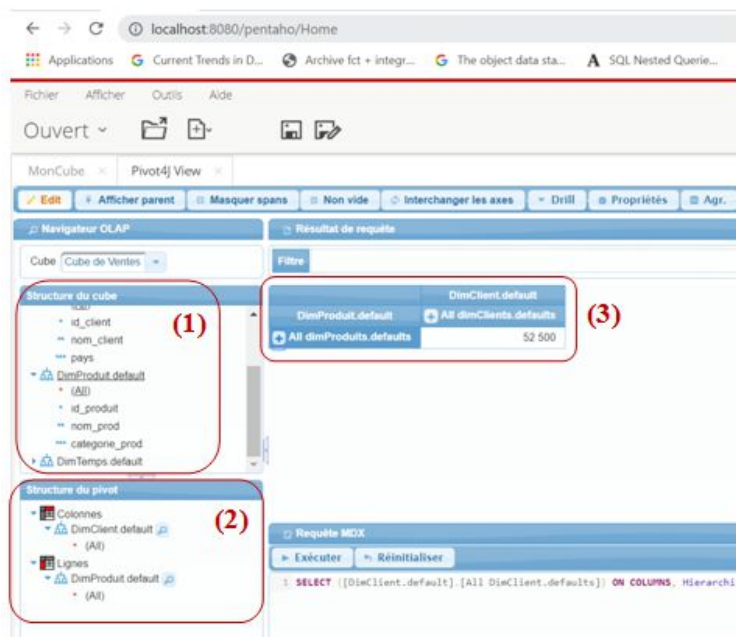 localhost:8080/pentaho/Home
Applications G Current Trends in D... Archive fct + integr... G The object data sta... A SQL Nested Querie...
Fichier Afficher Outils Aide
Ouvert
MonCube × Pivot4J View ×
Edit Afficher parent Masquer spans Non vide Interchanger les axes Drill Propriétés Agr.
Navigateur OLAP
Cube Cube de Ventes
Structure du cube
id_client
nom_client
pays
DimProduit.default
(All)
id_produit
nom_prod
categorie_prod
DimTemps.default
(1)
Structure du pivot
Colonnes
DimClient.default
(All)
Lignes
DimProduit.default
(All)
(2)
Résultat de requête
Filtre
DimClient.default
DimProduit.default All dimClients.defaults
All dimProduits.defaults 52 500
(3)
Requête MDX
Exécuter Réinitialiser
1 SELECT {[DimClient.default].[All DimClient.defaults]} ON COLUMNS, Hierarchi